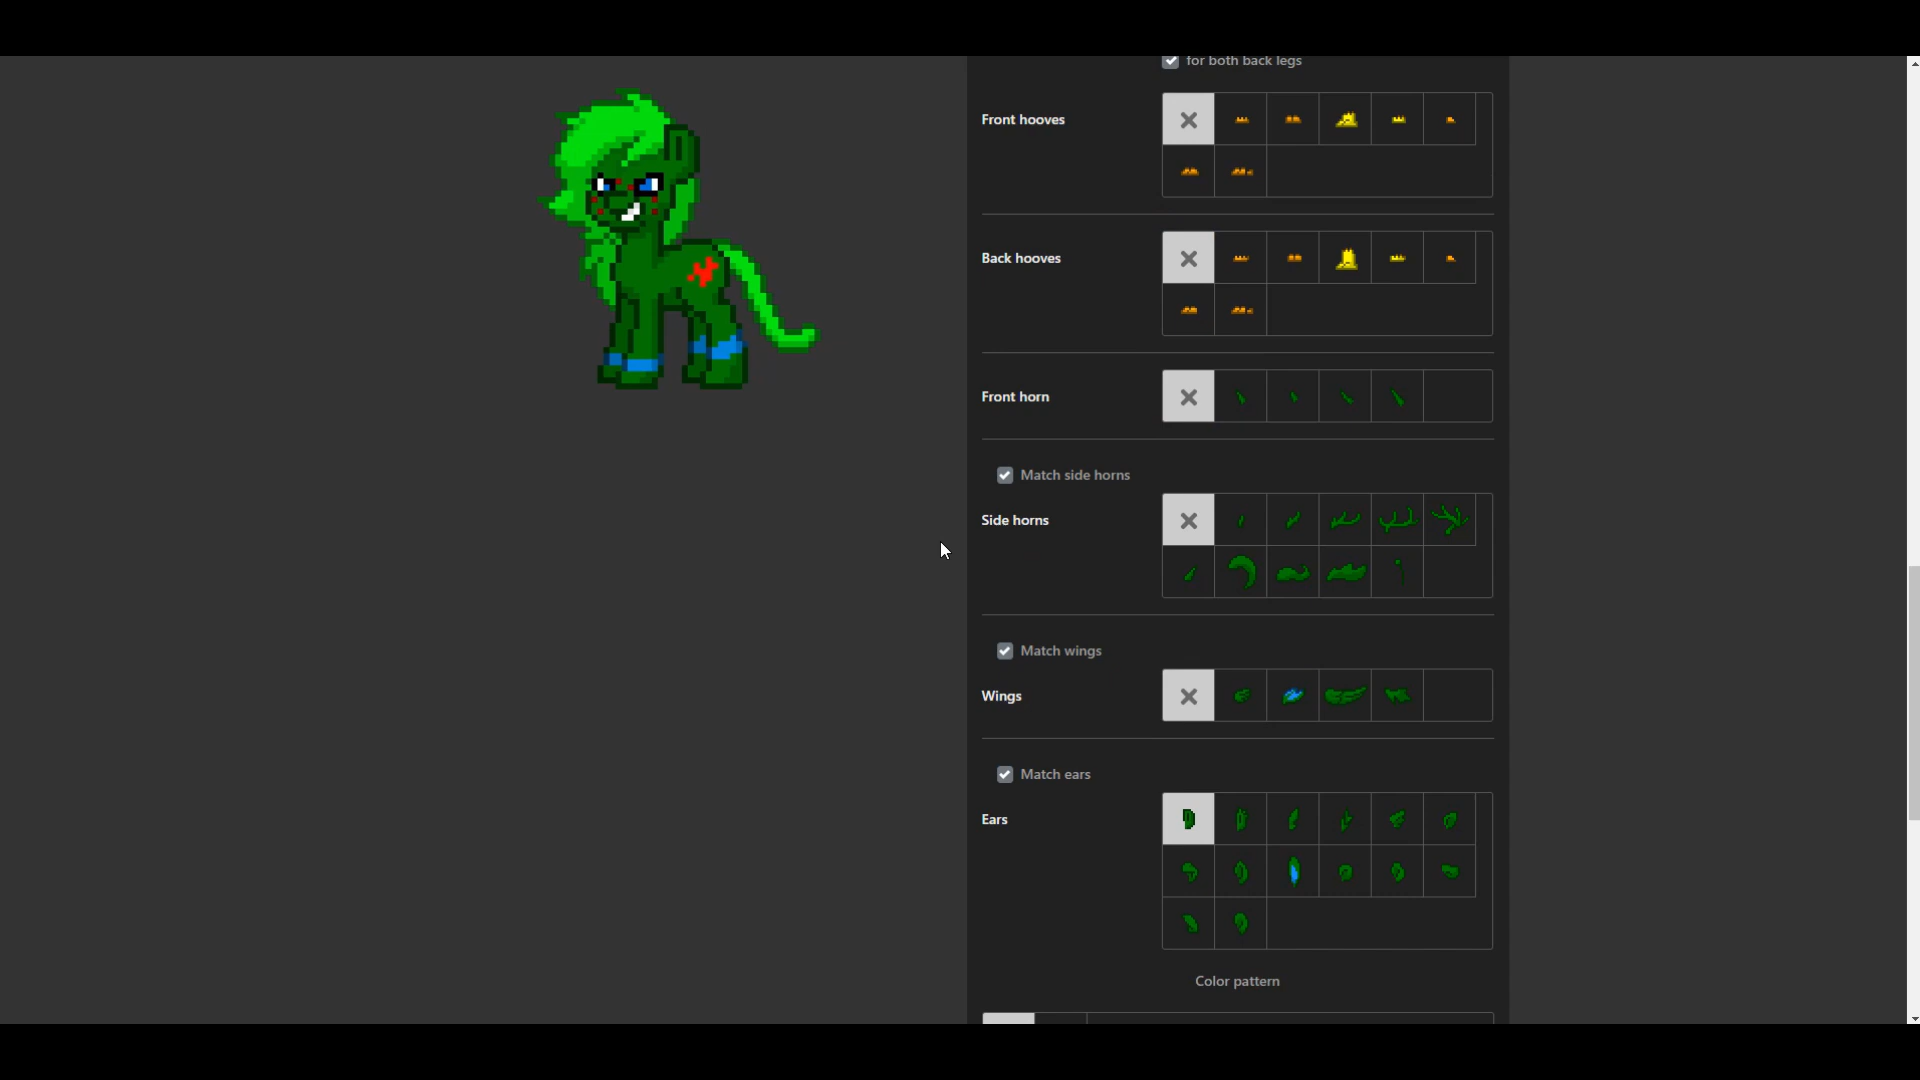 for both back legs
Front hooves
Back hooves
Front horn
Match side horns
Side horns
Match wings
Wings
Match ears
Ears
Color pattern